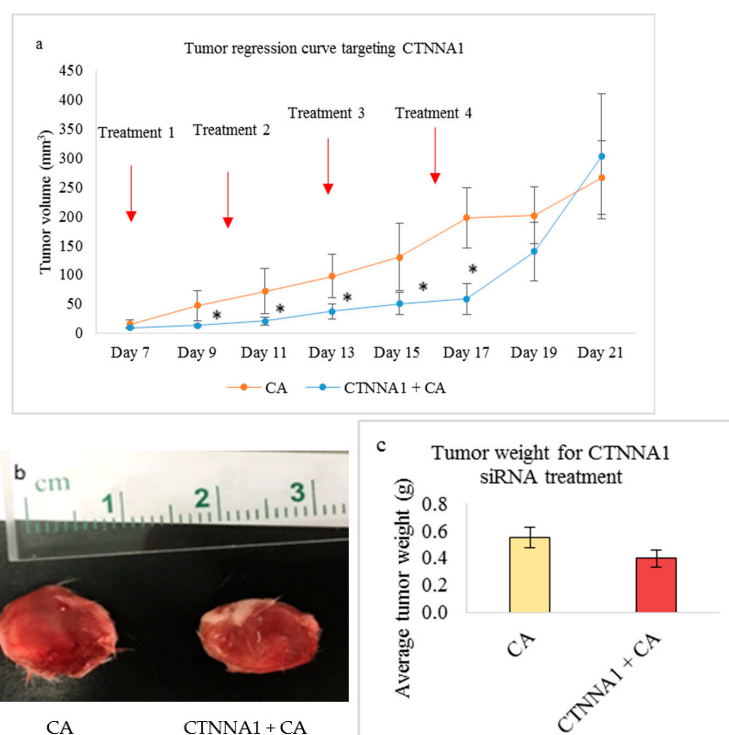 a
Tumor regression curve targeting CTNNA1
Tumor volume (mm³)
450
400
350
300
250
200
150
100
50
0
Treatment 1
Treatment 2
Treatment 3
Treatment 4
*
*
*
*
*
Day 7 Day 9 Day 11 Day 13 Day 15 Day 17 Day 19 Day 21
CA CTNNA1 + CA
b
cm
1 2 3
CA CTNNA1 + CA
c
Tumor weight for CTNNA1
siRNA treatment
Average tumor weight (g)
0.8
0.6
0.4
0.2
0.0
CA
CTNNA1 + CA